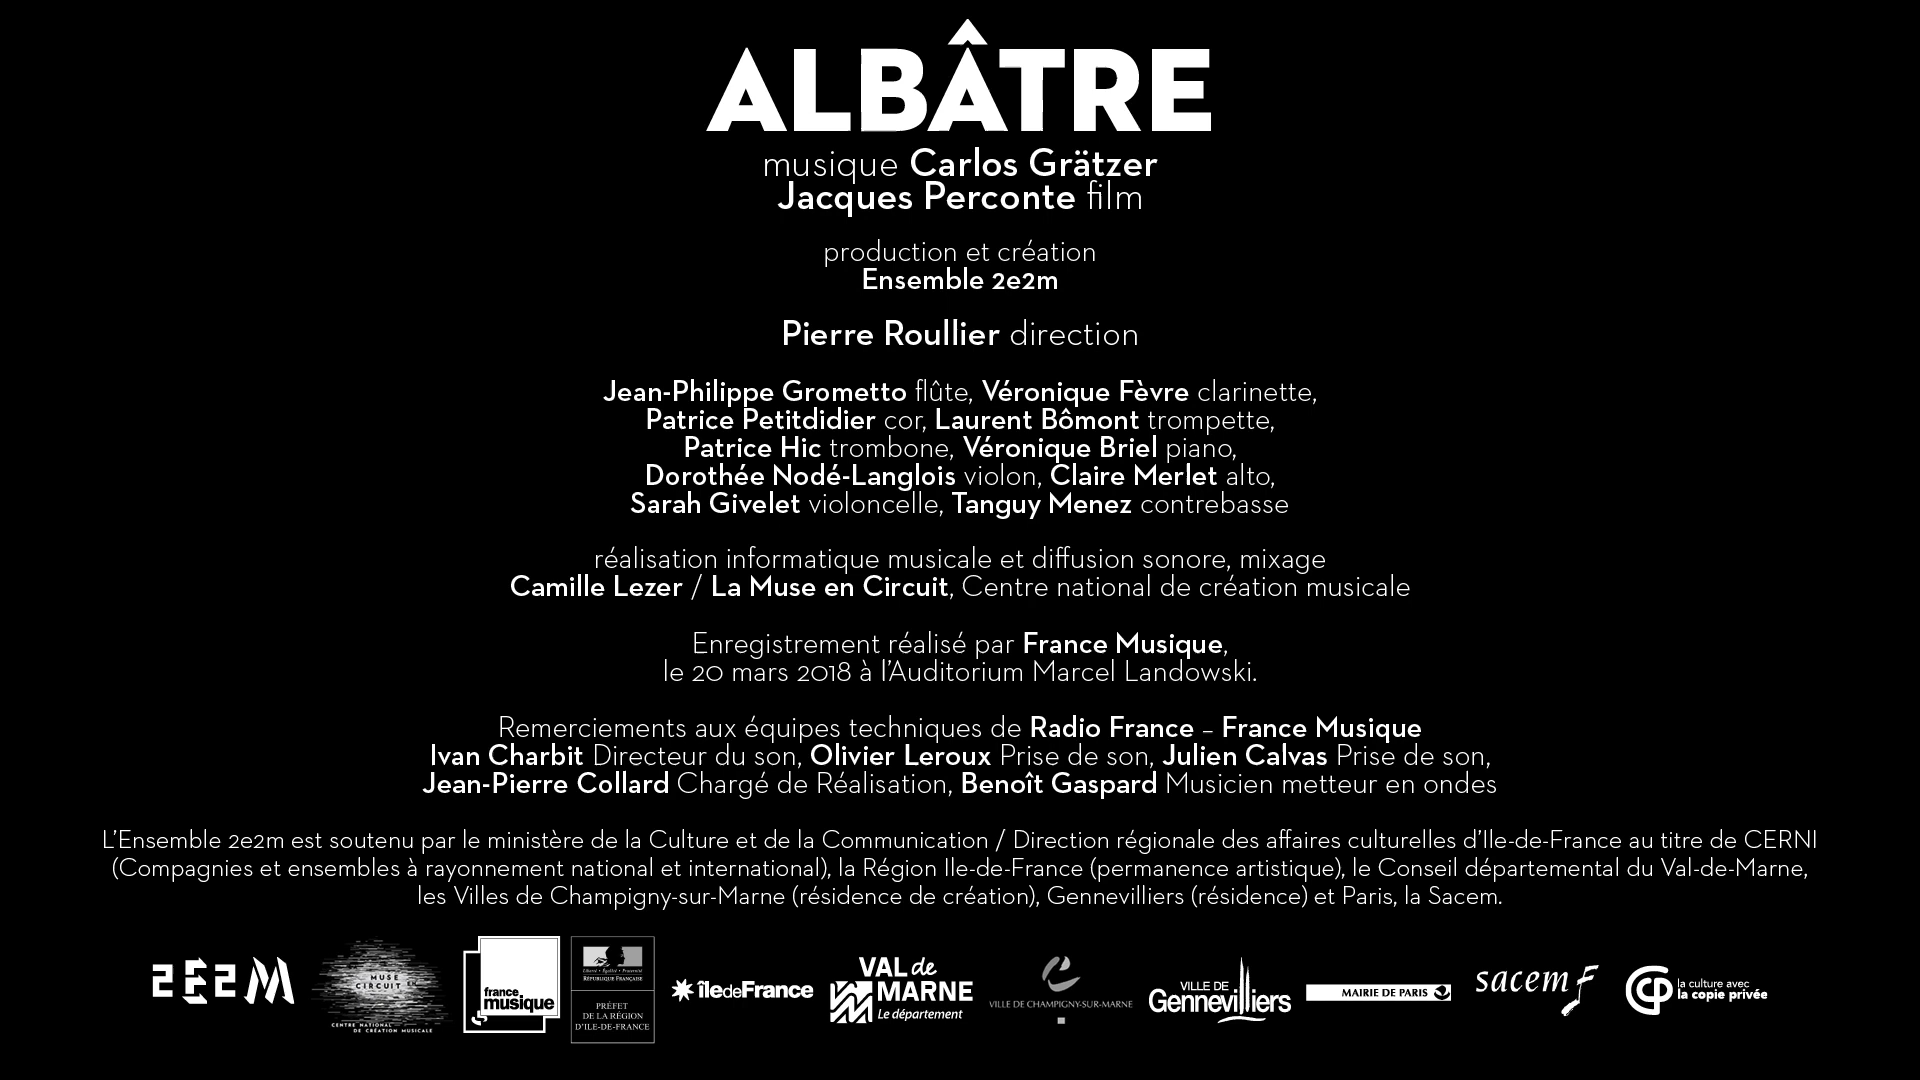 ALBÂTRE
musique Carlos Grätzer
Jacques Perconte film
production et création
Ensemble 2e2m
Pierre Roullier direction
Jean-Philippe Grometto flûte, Véronique Fèvre clarinette,
Patrice Petitdidier cor, Laurent Bômont trompette,
Patrice Hic trombone, Véronique Briel piano,
Dorothée Nodé-Langlois violon, Claire Merlet alto,
Sarah Givelet violoncelle, Tanguy Menez contrebasse
réalisation informatique musicale et diffusion sonore, mixage
Camille Lezer / La Muse en Circuit, Centre national de création musicale
Enregistrement réalisé par France Musique,
le 20 mars 2018 à l’Auditorium Marcel Landowski.
Remerciements aux équipes techniques de Radio France – France Musique
Ivan Charbit Directeur du son, Olivier Leroux Prise de son, Julien Calvas Prise de son,
Jean-Pierre Collard Chargé de Réalisation, Benoît Gaspard Musicien metteur en ondes
L’Ensemble 2e2m est soutenu par le ministère de la Culture et de la Communication / Direction régionale des affaires culturelles d’Ile-de-France au titre de CERNI
(Compagnies et ensembles à rayonnement national et international), la Région Ile-de-France (permanence artistique), le Conseil départemental du Val-de-Marne,
les Villes de Champigny-sur-Marne (résidence de création), Gennevilliers (résidence) et Paris, la Sacem.
2E2M
MUSE
CIRCUIT
CENTRE NATIONAL
DE CRÉATION MUSICALE
france
musique
Liberté • Égalité • Fraternité
RÉPUBLIQUE FRANÇAISE
PRÉFET
DE LA RÉGION
D’ILE-DE-FRANCE
îledeFrance
VAL de
MARNE
Le département
VILLE DE CHAMPIGNY-SUR-MARNE
VILLE DE
Gennevilliers
MAIRIE DE PARIS
sacem
la culture avec
la copie privée